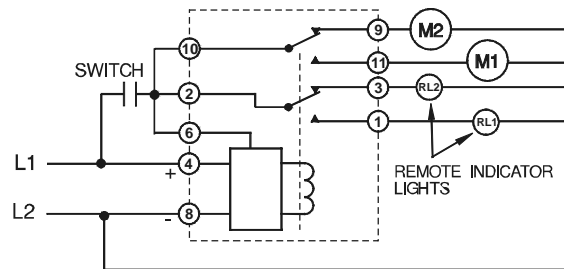 10
9
M2
SWITCH
11
M1
2
3
RL2
6
1
RL1
L1
4
+
REMOTE INDICATOR
LIGHTS
L2
8
-